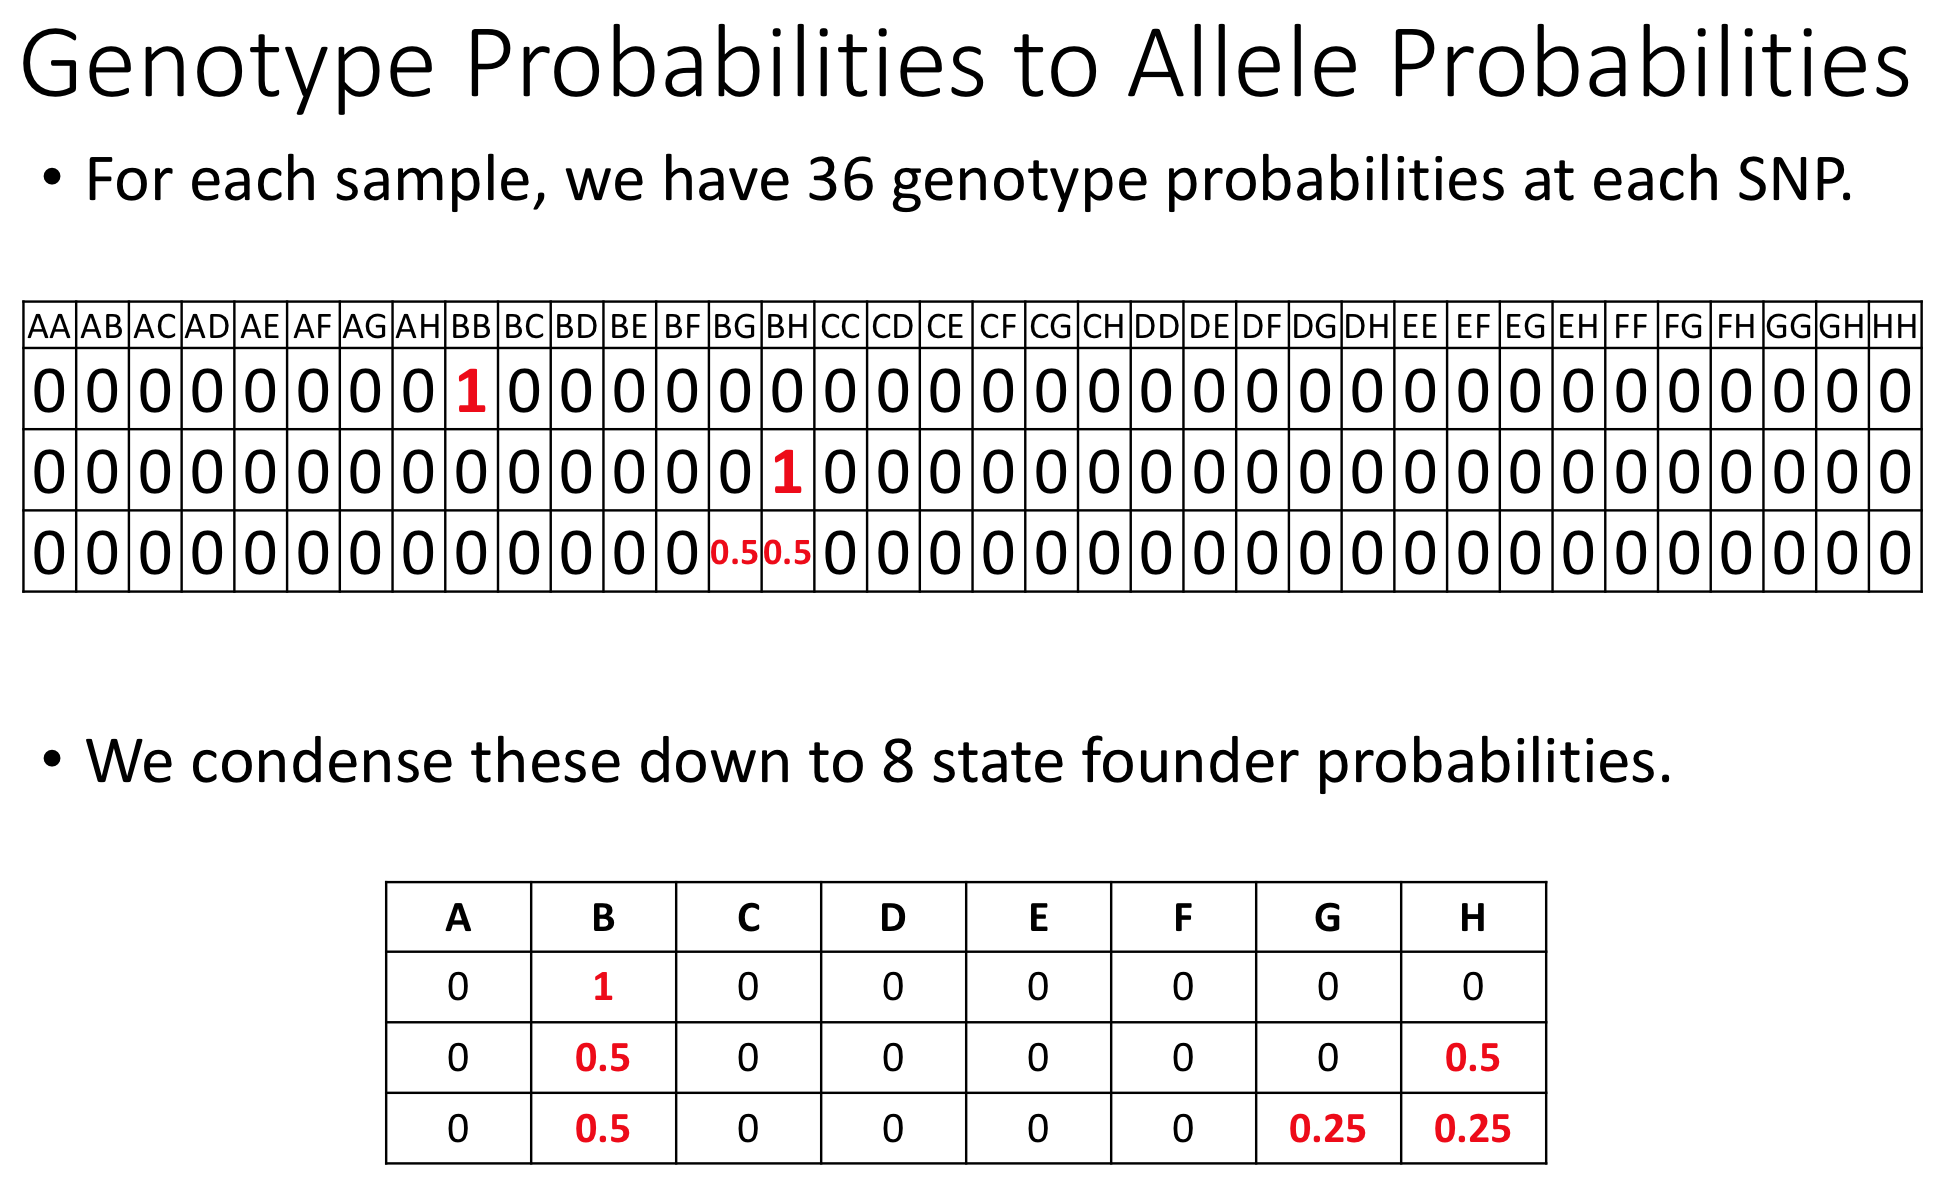 Genotype Probabilities to Allele Probabilities
• For each sample, we have 36 genotype probabilities at each SNP.
AA AB AC AD AE AF AG AH BB BC BD BE BF BG BH CC CD CE CF CG CH DD DE DF DG DH EE EF EG EH FF FG FH GG GH HH
0 0 0 0 0 0 0 0 1 0 0 0 0 0 0 0 0 0 0 0 0 0 0 0 0 0 0 0 0 0 0 0 0 0 0 0
0 0 0 0 0 0 0 0 0 0 0 0 0 0 1 0 0 0 0 0 0 0 0 0 0 0 0 0 0 0 0 0 0 0 0 0
0 0 0 0 0 0 0 0 0 0 0 0 0 0.5 0.5 0 0 0 0 0 0 0 0 0 0 0 0 0 0 0 0 0 0 0 0 0
• We condense these down to 8 state founder probabilities.
A B C D E F G H
0 1 0 0 0 0 0 0
0 0.5 0 0 0 0 0 0.5
0 0.5 0 0 0 0 0.25 0.25